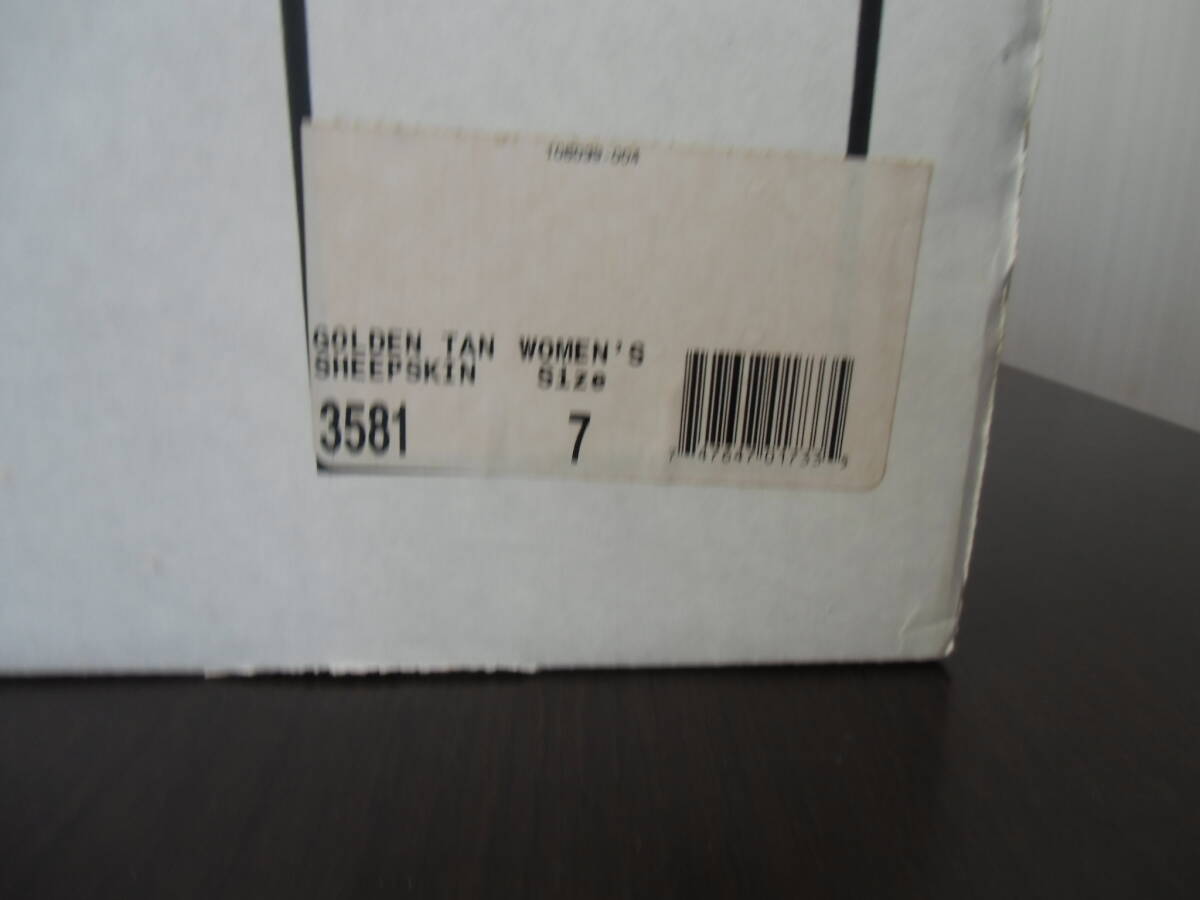 GOLDEN TAN WOMEN'S
SHEEPSKIN Size
3581 7